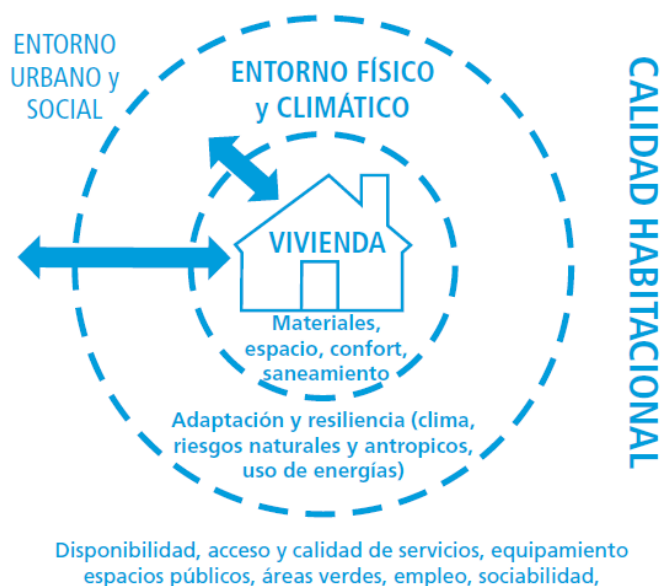 ENTORNO
URBANO y
SOCIAL
ENTORNO FÍSICO
y CLIMÁTICO
CALIDAD HABITACIONAL
VIVIENDA
Materiales,
espacio, confort,
saneamiento
Adaptación y resiliencia (clima,
riesgos naturales y antropicos,
uso de energías)
Disponibilidad, acceso y calidad de servicios, equipamiento
espacios públicos, áreas verdes, empleo, sociabilidad,